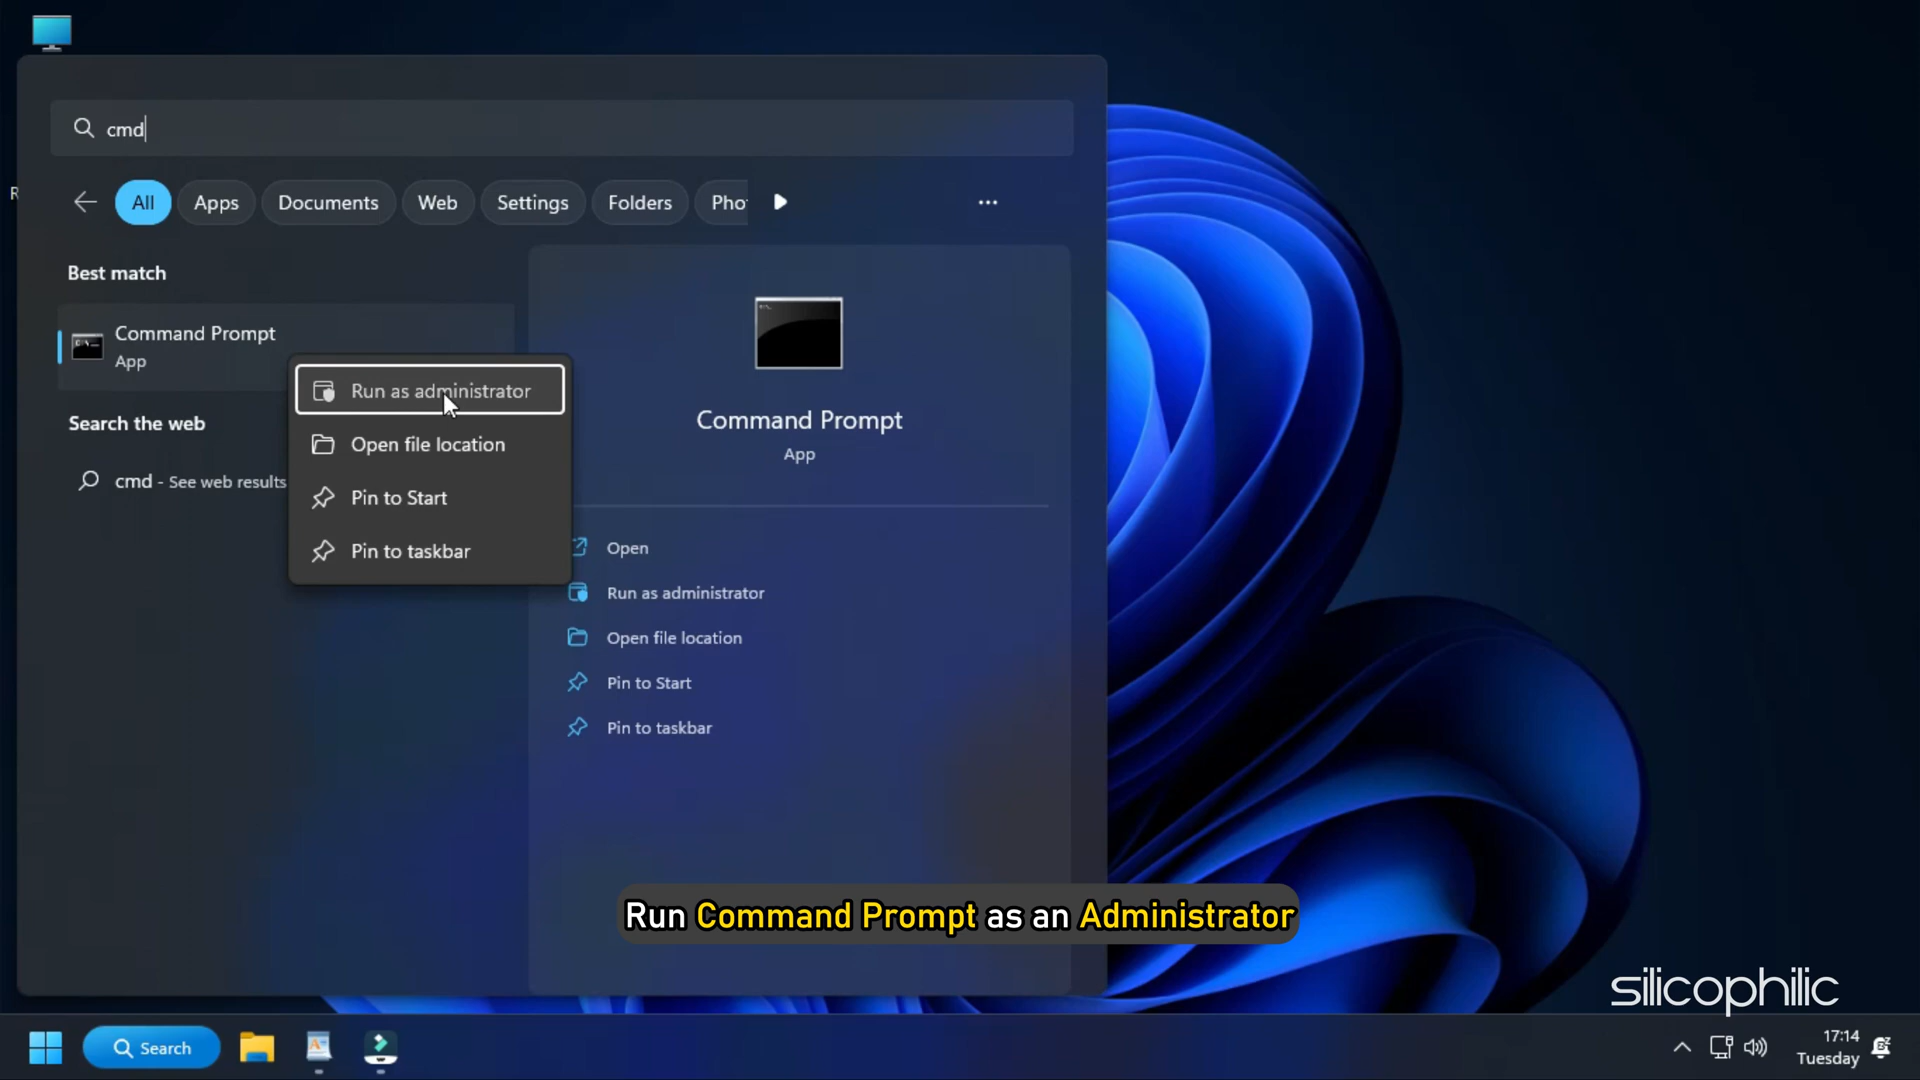 cmd
R
All
Apps
Documents
Web
Settings
Folders
Pho
Best match
Command Prompt
App
Search the web
cmd - See web results
Run as administrator
Open file location
Pin to Start
Pin to taskbar
Command Prompt
App
Open
Run as administrator
Open file location
Pin to Start
Pin to taskbar
Run Command Prompt as an Administrator
silicophilic
Search
17:14
Tuesday